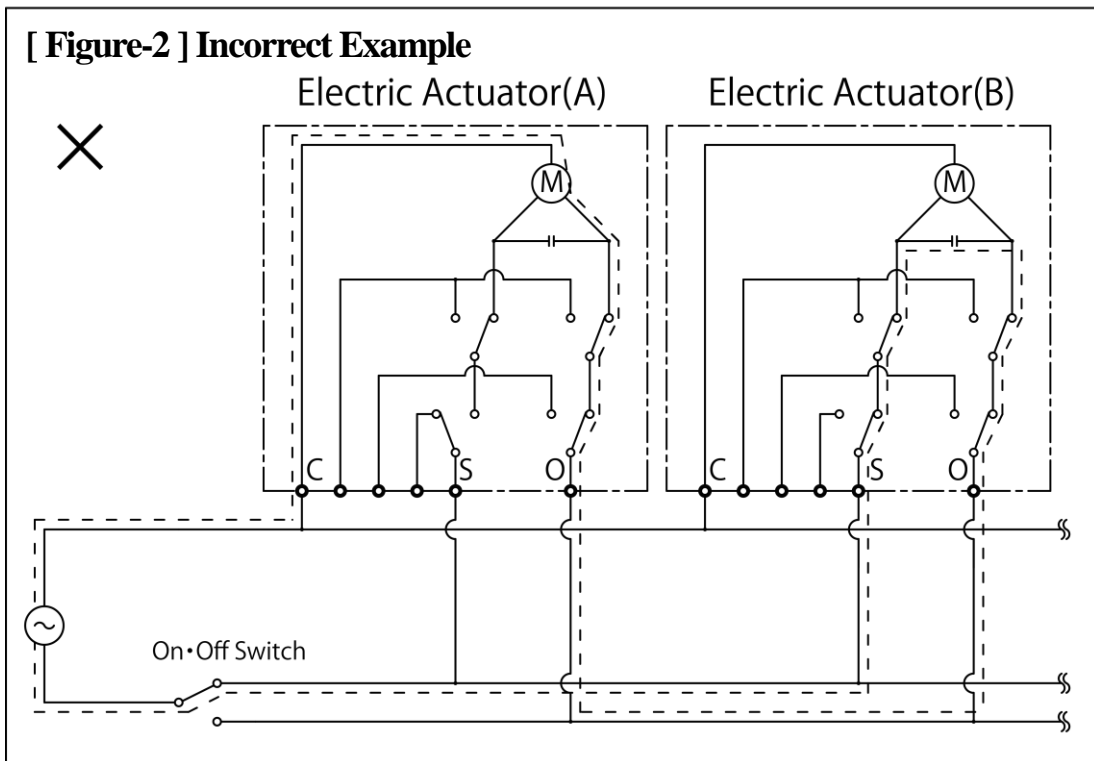 [ Figure-2 ] Incorrect Example
Electric Actuator(A)
Electric Actuator(B)
M
M
C
S
O
C
S
O
On・Off Switch